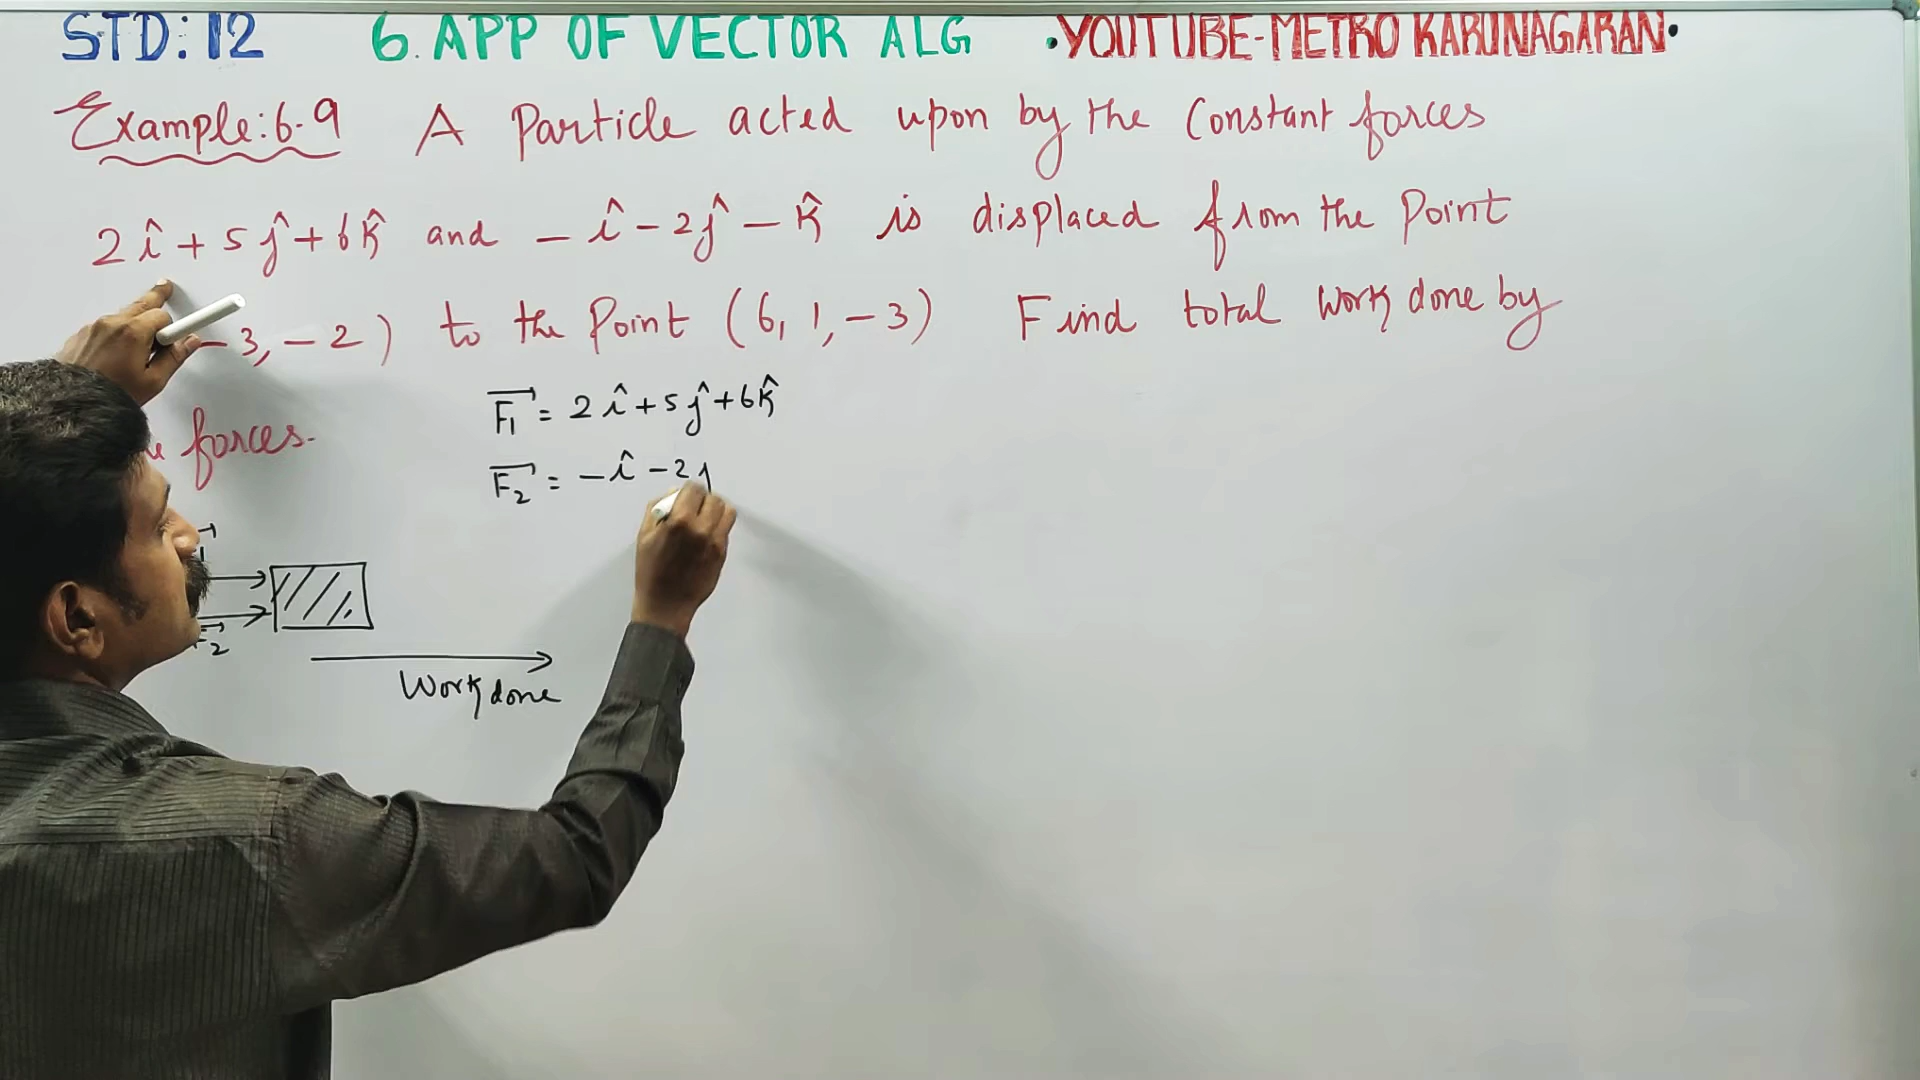 STD: 12 6. APP OF VECTOR ALG •YOUTUBE-METRO KARUNAGARAN•
Example: 6.9 A Particle acted upon by the Constant forces
2î + 5ĵ + 6k̂ and - î - 2ĵ - k̂ is displaced from the Point
- 3, - 2) to the Point (6, 1, - 3) Find total work done by
forces.
F₁⃗ = 2î + 5ĵ + 6k̂
F₂⃗ = - î - 2j
F₂⃗
Work done